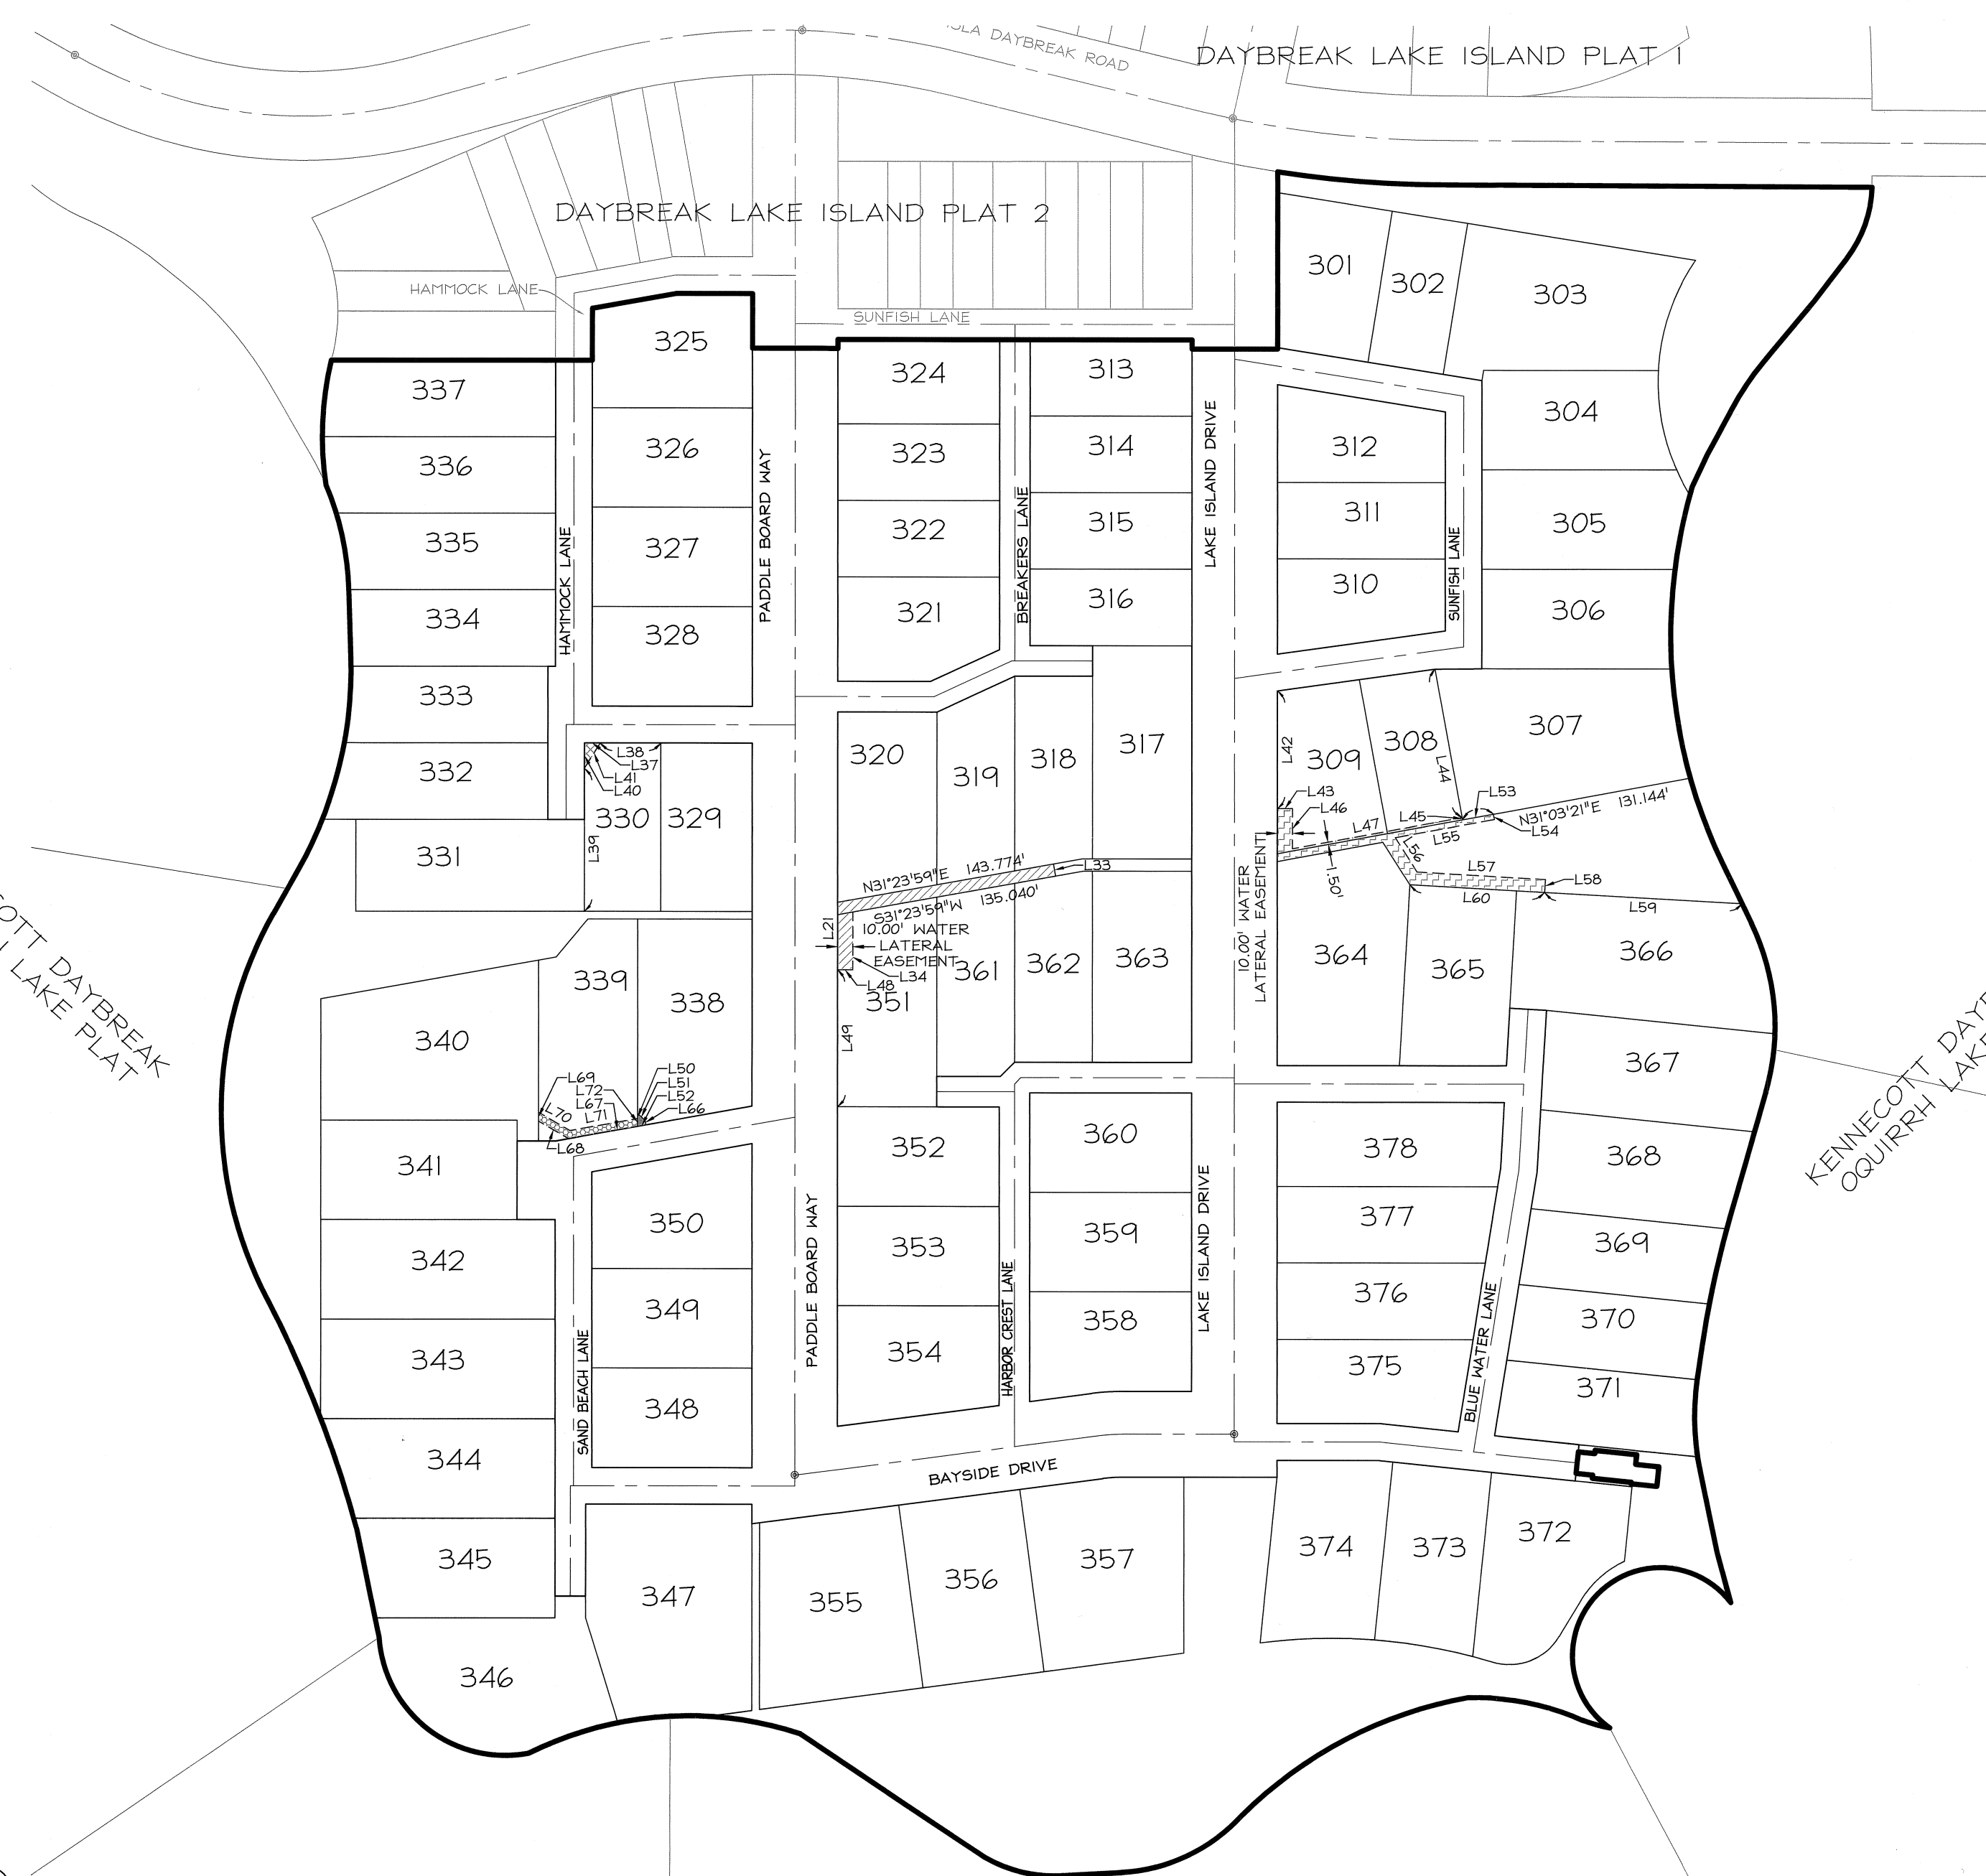 ISLA DAYBREAK ROAD
DAYBREAK LAKE ISLAND PLAT 1
DAYBREAK LAKE ISLAND PLAT 2
HAMMOCK LANE
SUNFISH LANE
301
302
303
304
305
306
307
308
309
310
311
312
313
314
315
316
317
318
319
320
321
322
323
324
325
326
327
328
329
330
331
332
333
334
335
336
337
HAMMOCK LANE
PADDLE BOARD WAY
BREAKERS LANE
LAKE ISLAND DRIVE
SUNFISH LANE
L38
L37
L41
L40
L39
L42
L43
L46
L44
L45
L47
L53
L54
L55
L56
L57
L58
L60
L59
1.50'
N31°03'21"E 131.144'
10.00' WATER
LATERAL EASEMENT
N31°23'59"E 143.774'
S31°23'59"W 135.040'
L33
L21
10.00' WATER
LATERAL
EASEMENT
L34
L48
L49
338
339
340
341
342
343
344
345
346
347
348
349
350
351
352
353
354
355
356
357
358
359
360
361
362
363
364
365
366
367
368
369
370
371
372
373
374
375
376
377
378
L69
L72
L67
L70
L71
L68
L50
L51
L52
L66
SAND BEACH LANE
PADDLE BOARD WAY
HARBOR CREST LANE
LAKE ISLAND DRIVE
BLUE WATER LANE
BAYSIDE DRIVE
DAYBREAK
LAKE PLAT
KENNECOTT
OQUIRRH LAKE